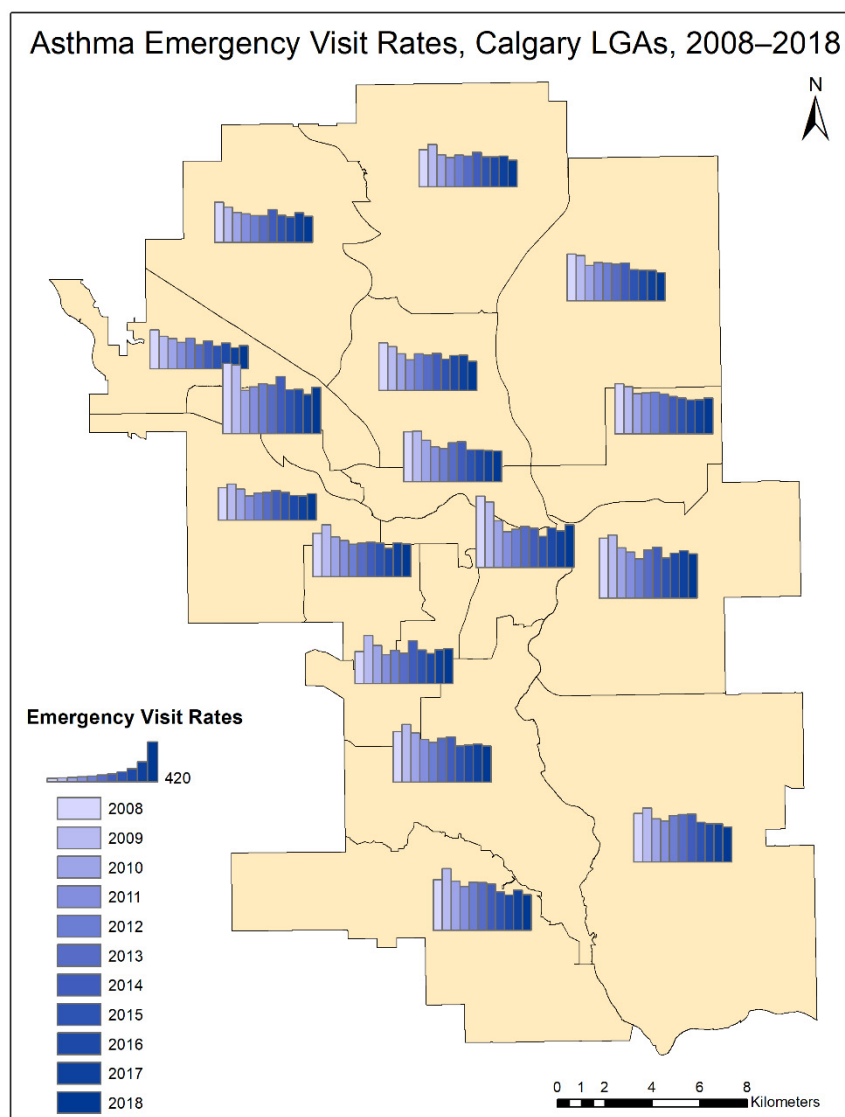 Asthma Emergency Visit Rates, Calgary LGAs, 2008–2018
N
Emergency Visit Rates
420
2008
2009
2010
2011
2012
2013
2014
2015
2016
2017
2018
0 1 2 4 6 8
Kilometers